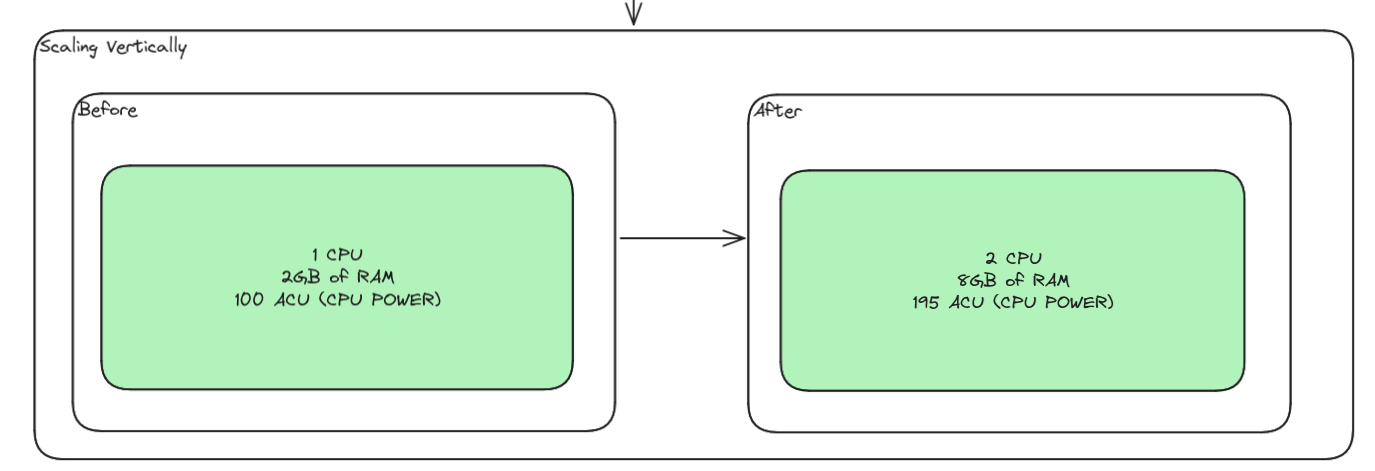 Scaling Vertically
Before
1 CPU
2GB of RAM
100 ACU (CPU POWER)
After
2 CPU
8GB of RAM
195 ACU (CPU POWER)